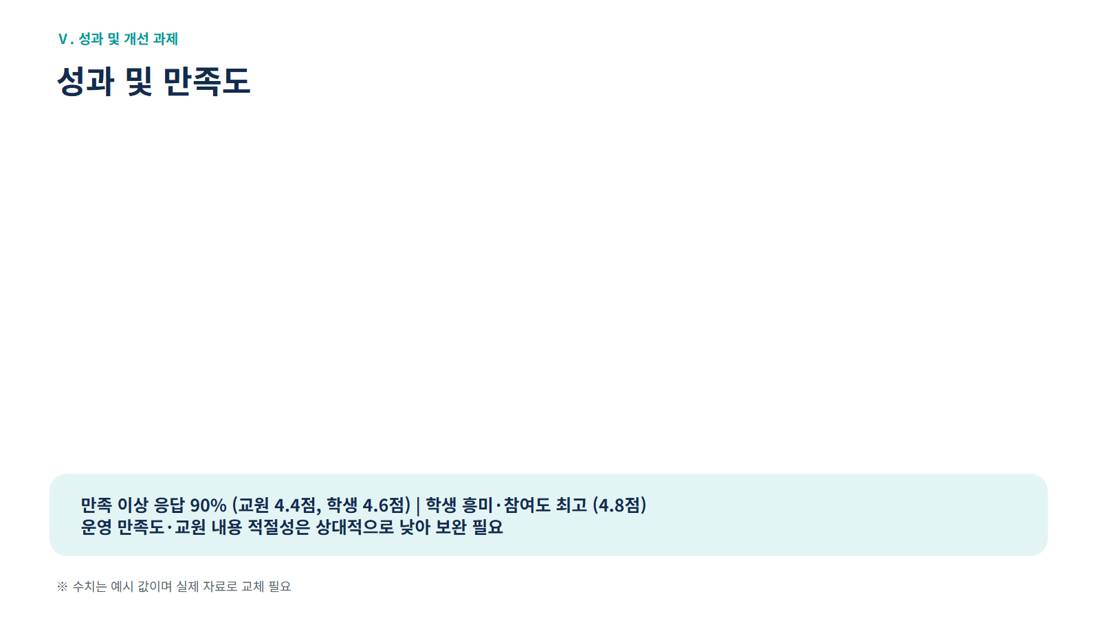 Ⅴ. 성과 및 개선 과제
성과 및 만족도
만족 이상 응답 90% (교원 4.4점, 학생 4.6점) | 학생 흥미·참여도 최고 (4.8점)
운영 만족도·교원 내용 적절성은 상대적으로 낮아 보완 필요
※ 수치는 예시 값이며 실제 자료로 교체 필요